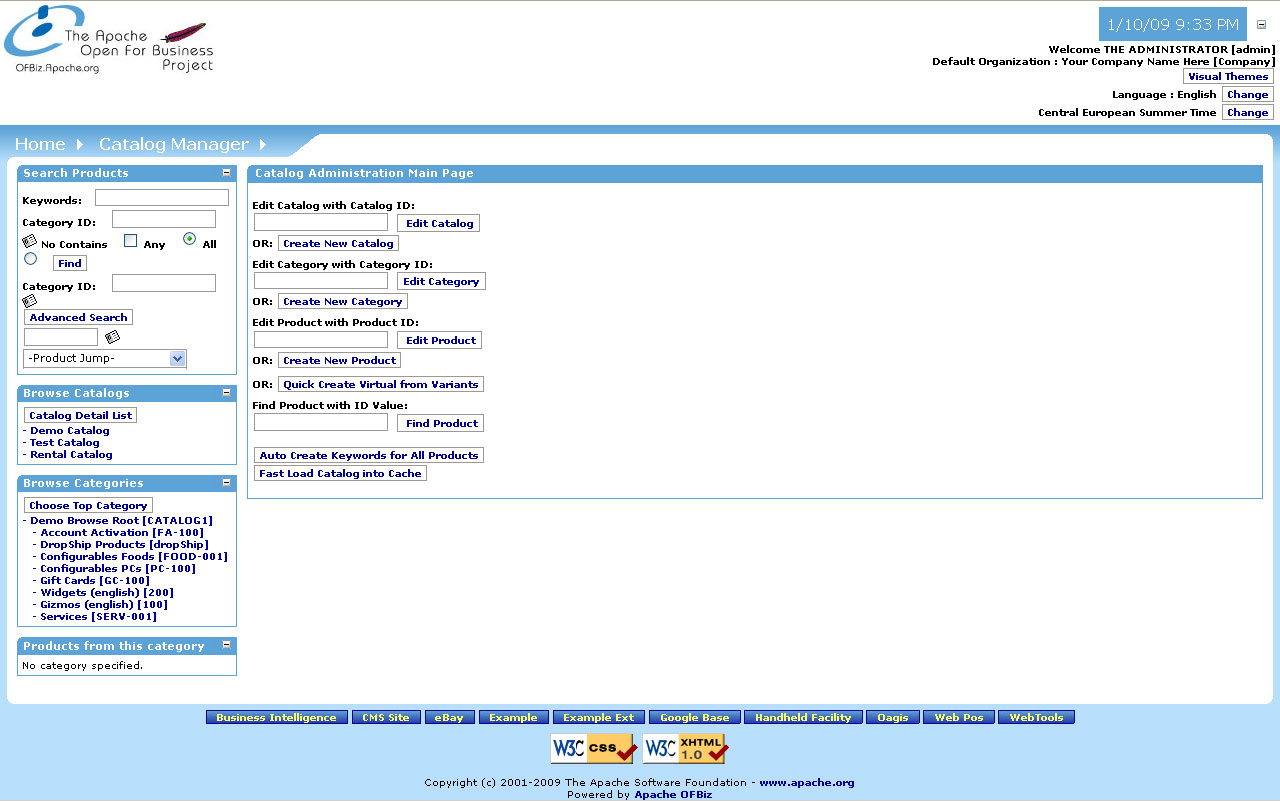 The Apache
Open For Business
Project
OFBiz.Apache.org
1/10/09 9:33 PM
Welcome THE ADMINISTRATOR [admin]
Default Organization : Your Company Name Here [Company]
Visual Themes
Language : English Change
Central European Summer Time Change
Home Catalog Manager
Search Products
Keywords:
Category ID:
No Contains Any All
Find
Category ID:
Advanced Search
-Product Jump-
Browse Catalogs
Catalog Detail List
- Demo Catalog
- Test Catalog
- Rental Catalog
Browse Categories
Choose Top Category
- Demo Browse Root [CATALOG1]
- Account Activation [FA-100]
- DropShip Products [dropShip]
- Configurables Foods [FOOD-001]
- Configurables PCs [PC-100]
- Gift Cards [GC-100]
- Widgets (english) [200]
- Gizmos (english) [100]
- Services [SERV-001]
Products from this category
No category specified.
Catalog Administration Main Page
Edit Catalog with Catalog ID:
Edit Catalog
OR: Create New Catalog
Edit Category with Category ID:
Edit Category
OR: Create New Category
Edit Product with Product ID:
Edit Product
OR: Create New Product
OR: Quick Create Virtual from Variants
Find Product with ID Value:
Find Product
Auto Create Keywords for All Products
Fast Load Catalog into Cache
Business Intelligence CMS Site eBay Example Example Ext Google Base Handheld Facility Oagis Web Pos WebTools
W3C CSS W3C XHTML 1.0
Copyright (c) 2001-2009 The Apache Software Foundation - www.apache.org
Powered by Apache OFBiz